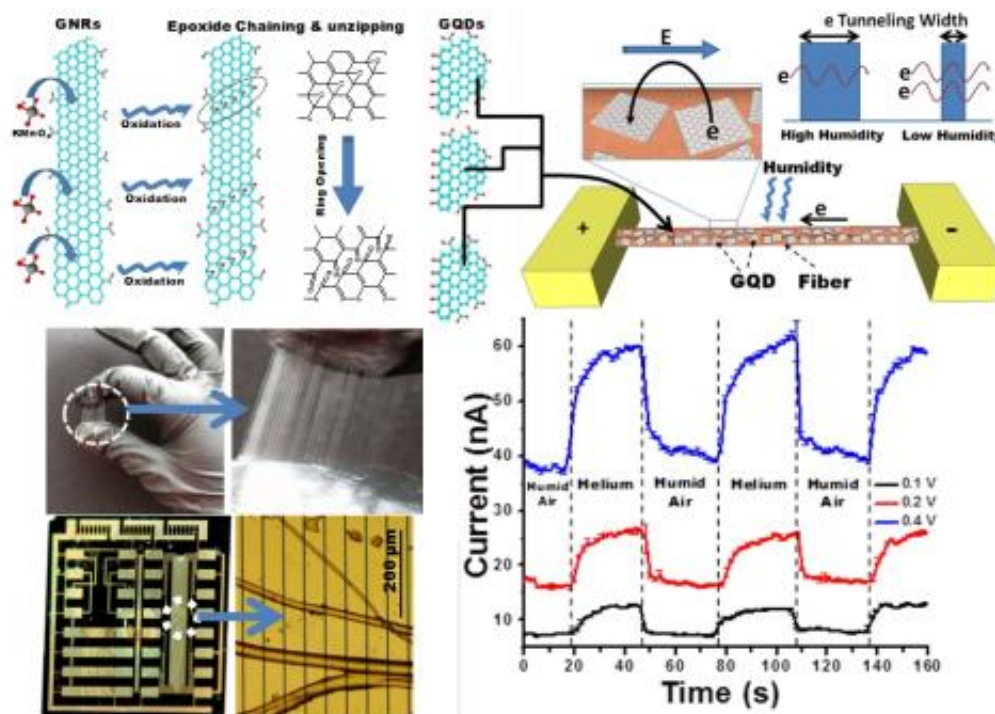 GNRs
Epoxide Chaining & unzipping
GQDs
KMnO4
Oxidation
Oxidation
Oxidation
Ring Opening
E
e
e Tunneling Width
e
e
e
High Humidity
Low Humidity
Humidity
e
+
-
GQD
Fiber
200 µm
Current (nA)
60
50
40
30
20
10
Humid Air
Helium
Humid
Air
Helium
Humid
Air
0.1 V
0.2 V
0.4 V
0 20 40 60 80 100 120 140 160
Time (s)